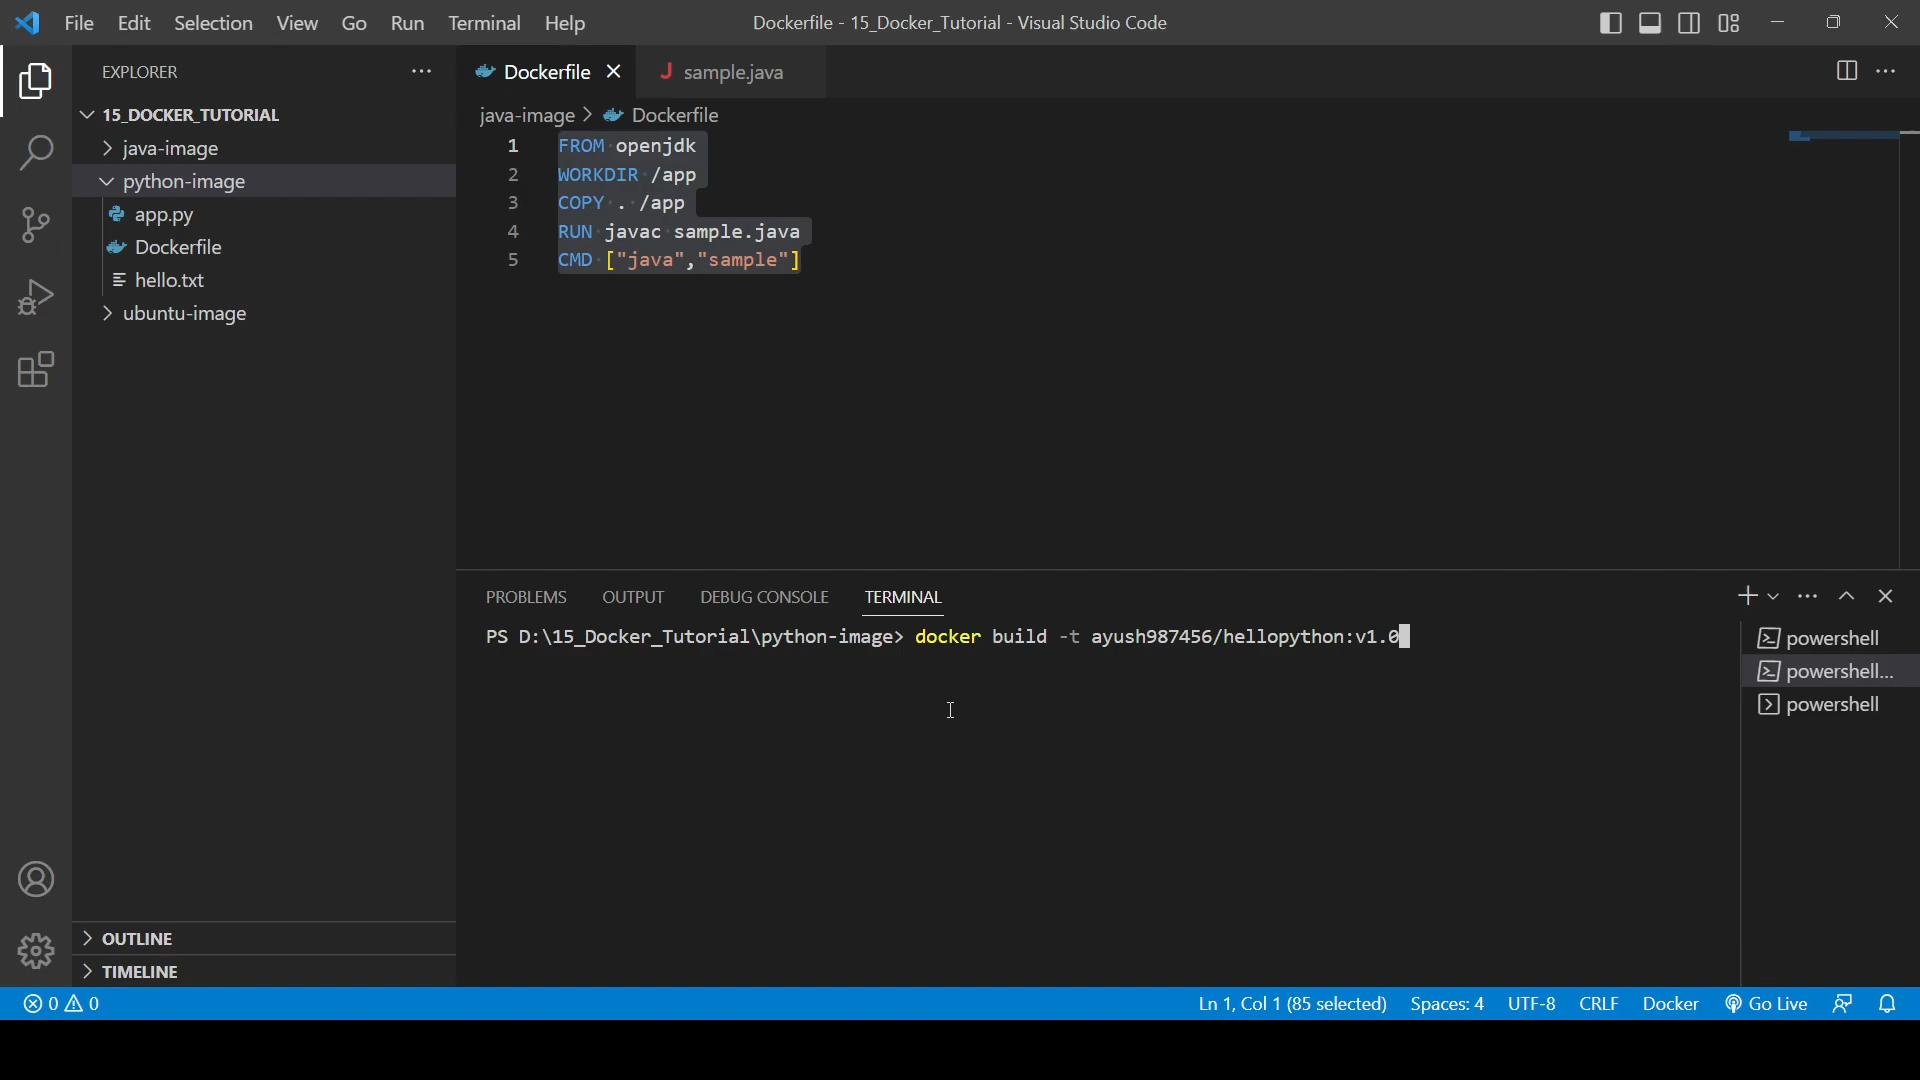 File Edit Selection View Go Run Terminal Help
Dockerfile - 15_Docker_Tutorial - Visual Studio Code
EXPLORER
15_DOCKER_TUTORIAL
java-image
python-image
app.py
Dockerfile
hello.txt
ubuntu-image
OUTLINE
TIMELINE
Dockerfile
sample.java
java-image > Dockerfile
1 FROM openjdk
2 WORKDIR /app
3 COPY . /app
4 RUN javac sample.java
5 CMD ["java","sample"]
PROBLEMS OUTPUT DEBUG CONSOLE TERMINAL
PS D:\15_Docker_Tutorial\python-image> docker build -t ayush987456/hellopython:v1.0
powershell
powershell...
powershell
0 0
Ln 1, Col 1 (85 selected) Spaces: 4 UTF-8 CRLF Docker Go Live